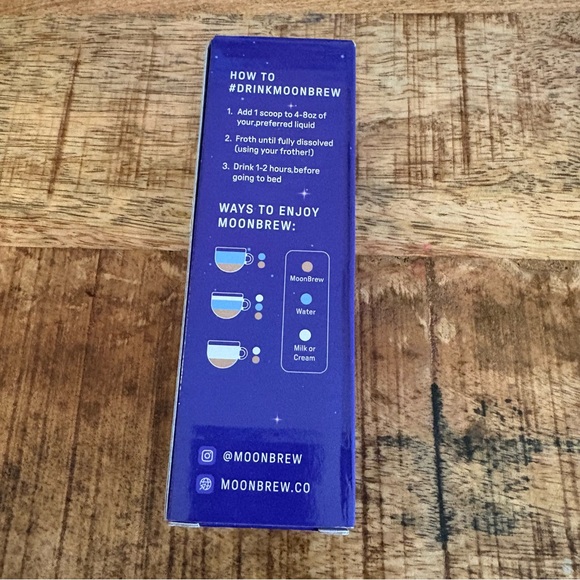 HOW TO
#DRINKMOONBREW
1. Add 1 scoop to 4-8oz of
your preferred liquid
2. Froth until fully dissolved
(using your frother!)
3. Drink 1-2 hours before
going to bed
WAYS TO ENJOY
MOONBREW:
MoonBrew
Water
Milk or
Cream
@MOONBREW
MOONBREW.CO